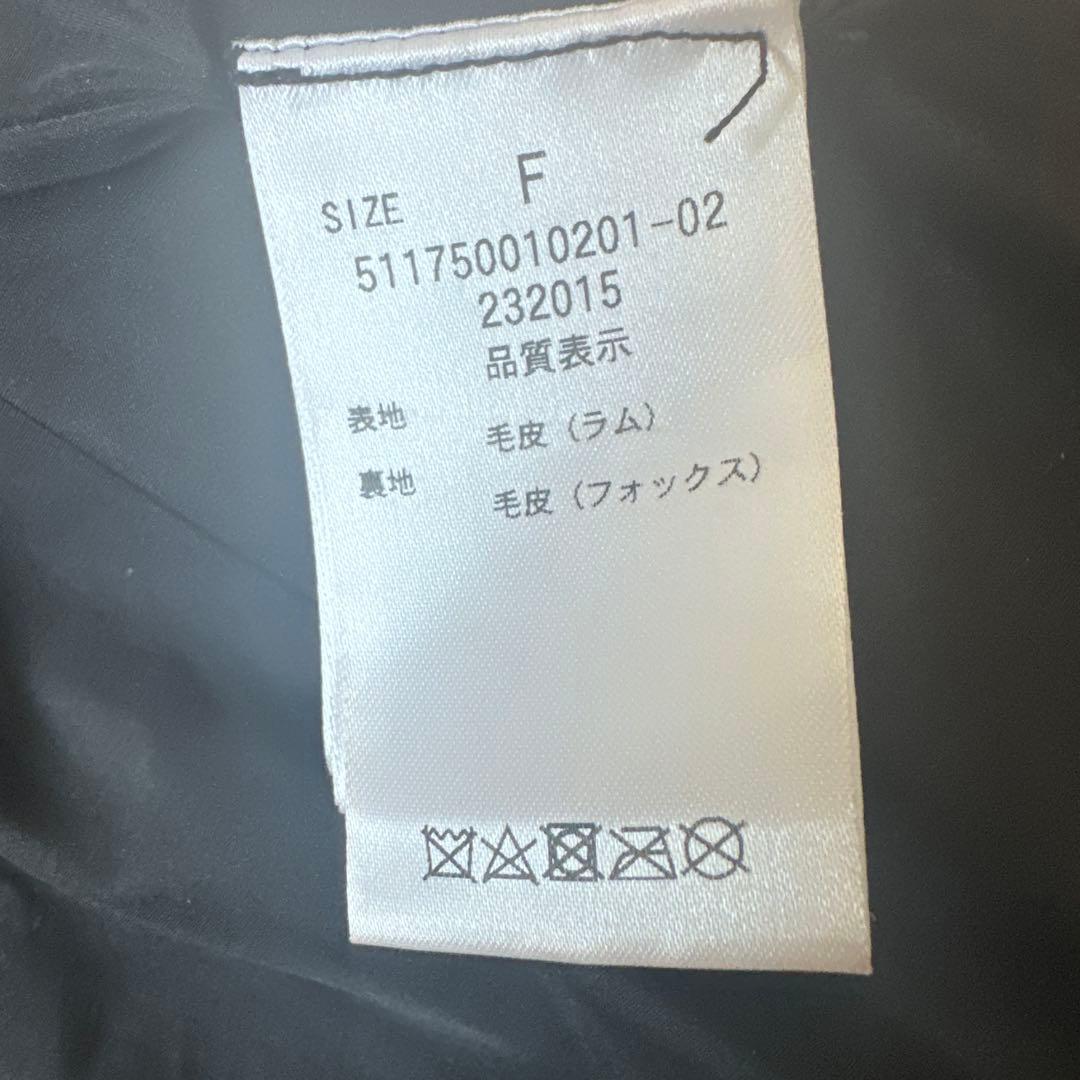 SIZE F
511750010201-02
232015
品質表示
表地 毛皮（ラム）
裏地 毛皮（フォックス）